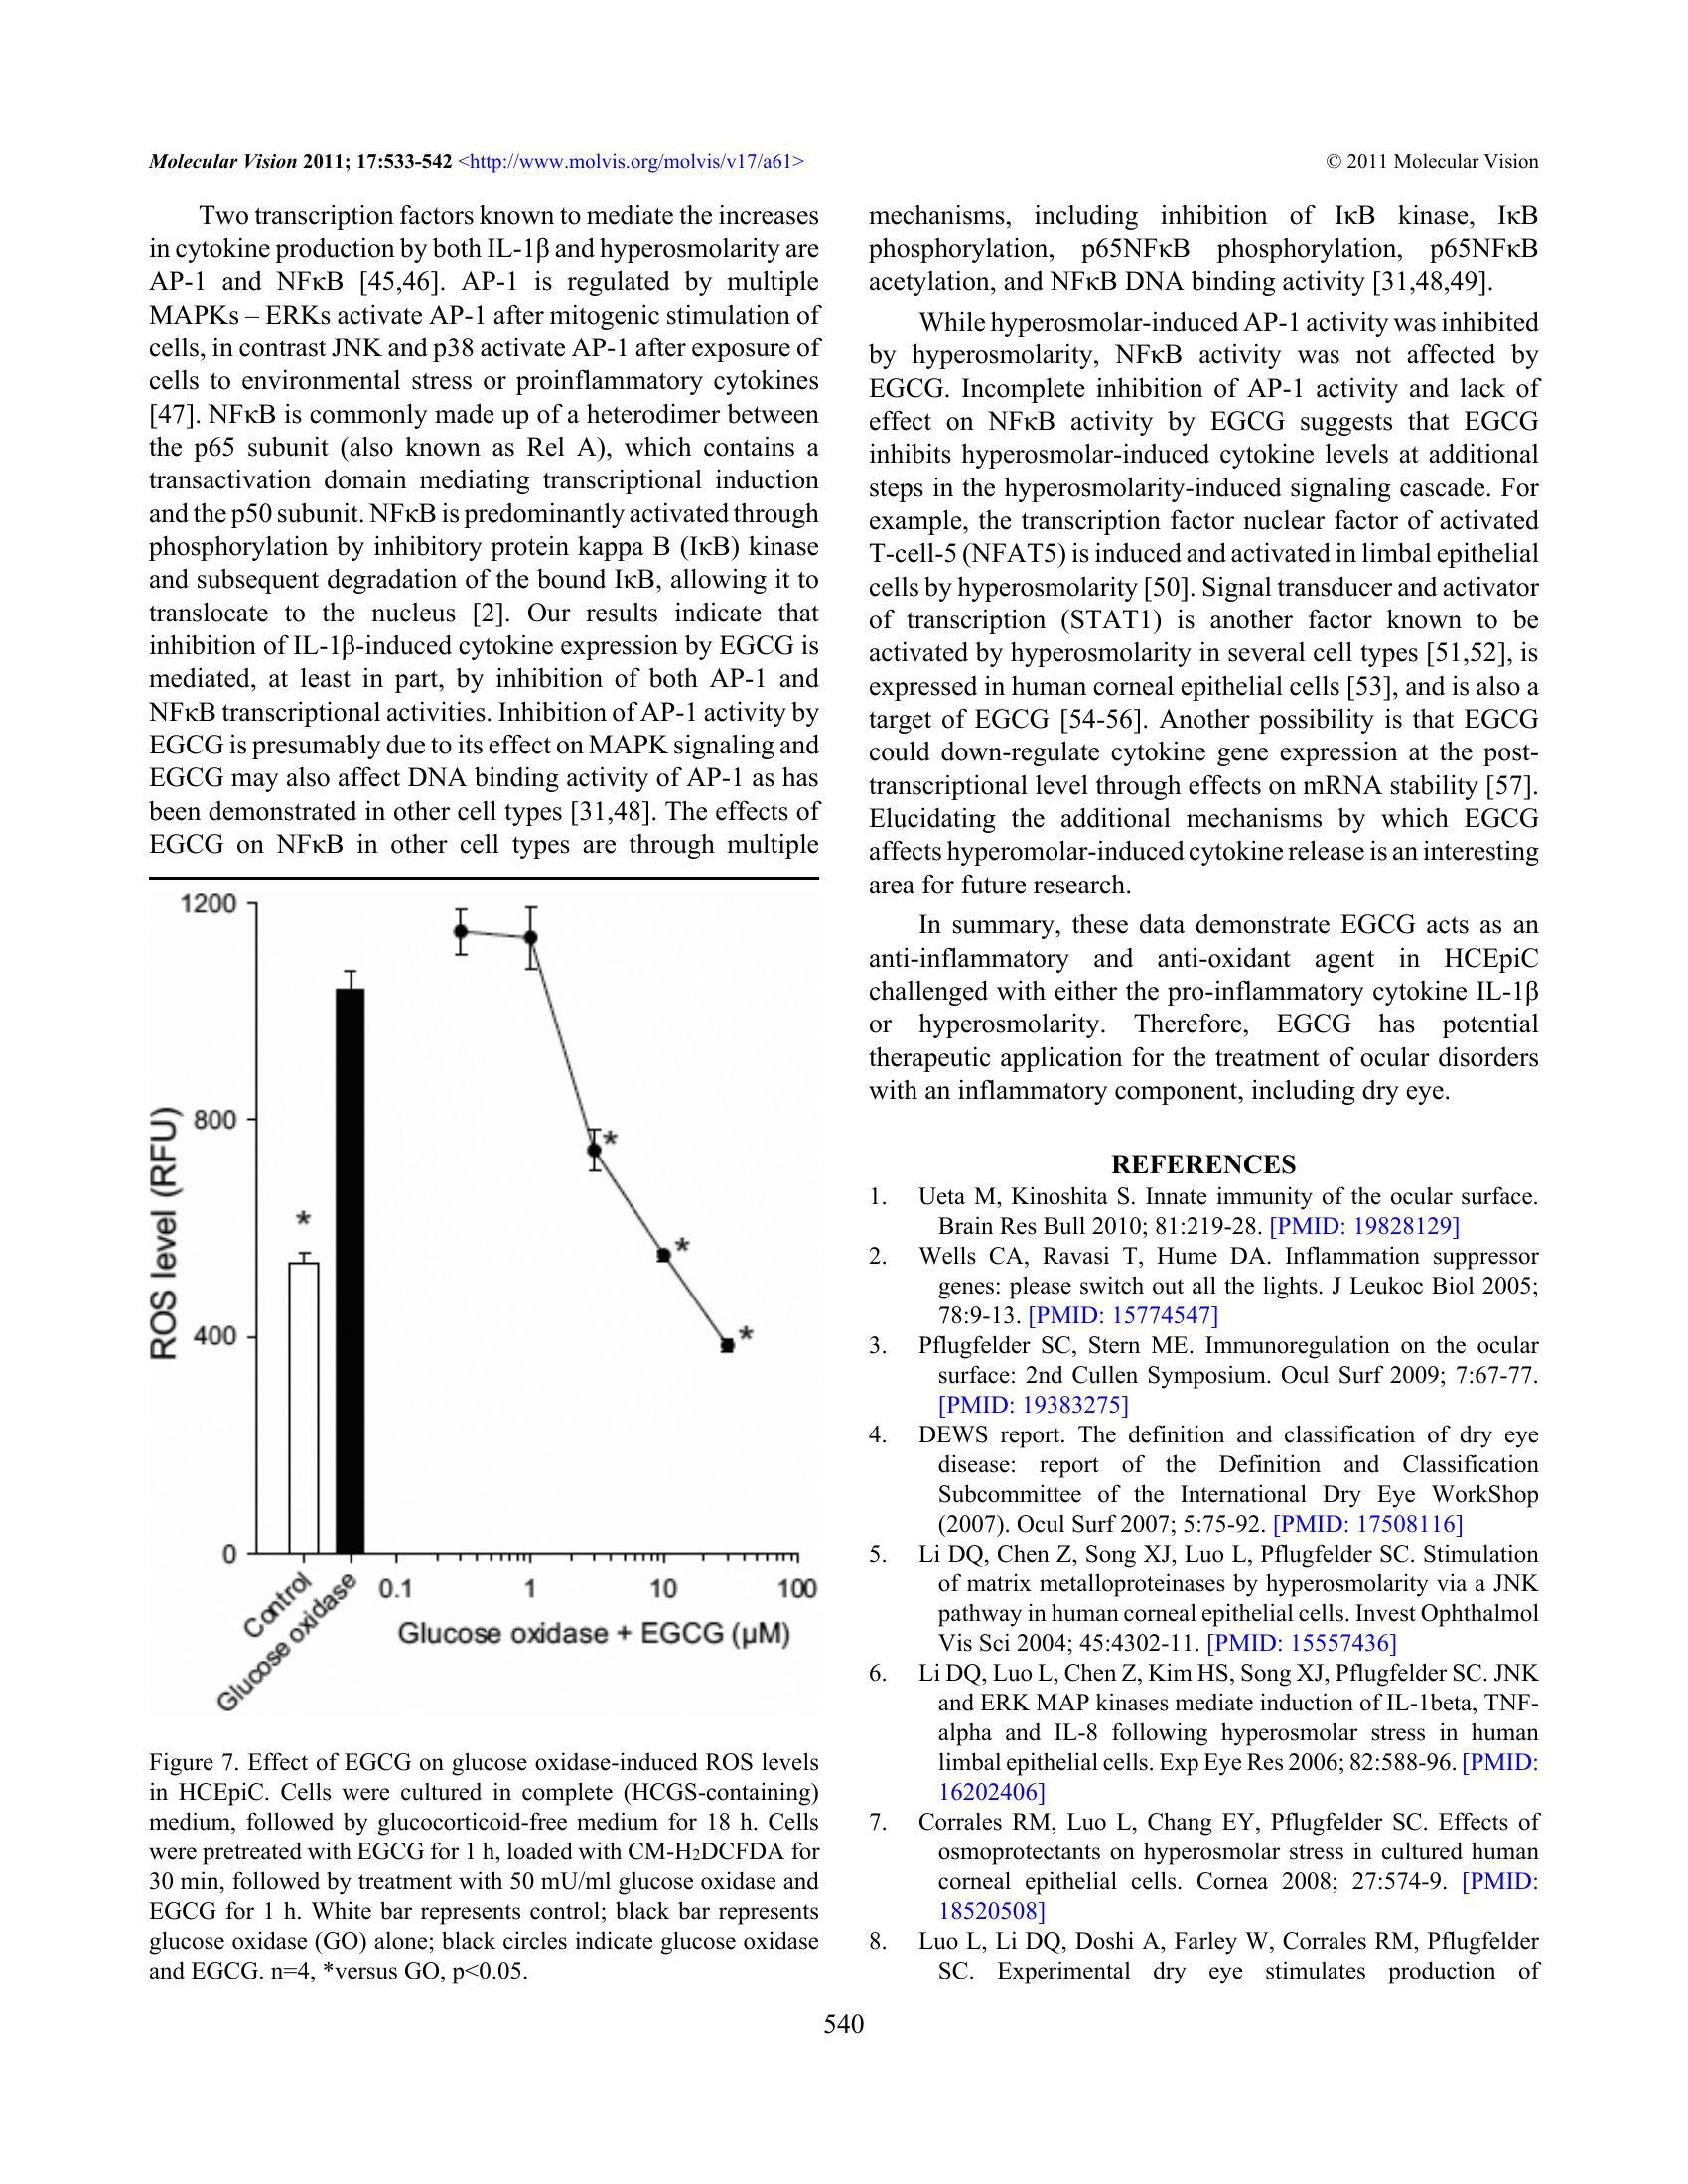 Molecular Vision 2011; 17:533-542 <http://www.molvis.org/molvis/v17/a61>
© 2011 Molecular Vision
Two transcription factors known to mediate the increases
in cytokine production by both IL-1β and hyperosmolarity are
AP-1 and NFκB [45,46]. AP-1 is regulated by multiple
MAPKs – ERKs activate AP-1 after mitogenic stimulation of
cells, in contrast JNK and p38 activate AP-1 after exposure of
cells to environmental stress or proinflammatory cytokines
[47]. NFκB is commonly made up of a heterodimer between
the p65 subunit (also known as Rel A), which contains a
transactivation domain mediating transcriptional induction
and the p50 subunit. NFκB is predominantly activated through
phosphorylation by inhibitory protein kappa B (IκB) kinase
and subsequent degradation of the bound IκB, allowing it to
translocate to the nucleus [2]. Our results indicate that
inhibition of IL-1β-induced cytokine expression by EGCG is
mediated, at least in part, by inhibition of both AP-1 and
NFκB transcriptional activities. Inhibition of AP-1 activity by
EGCG is presumably due to its effect on MAPK signaling and
EGCG may also affect DNA binding activity of AP-1 as has
been demonstrated in other cell types [31,48]. The effects of
EGCG on NFκB in other cell types are through multiple
1200
800
400
0
ROS level (RFU)
*
*
*
*
Control
Glucose oxidase
0.1 1 10 100
Glucose oxidase + EGCG (µM)
Figure 7. Effect of EGCG on glucose oxidase-induced ROS levels
in HCEpiC. Cells were cultured in complete (HCGS-containing)
medium, followed by glucocorticoid-free medium for 18 h. Cells
were pretreated with EGCG for 1 h, loaded with CM-H₂DCFDA for
30 min, followed by treatment with 50 mU/ml glucose oxidase and
EGCG for 1 h. White bar represents control; black bar represents
glucose oxidase (GO) alone; black circles indicate glucose oxidase
and EGCG. n=4, *versus GO, p<0.05.
mechanisms, including inhibition of IκB kinase, IκB
phosphorylation, p65NFκB phosphorylation, p65NFκB
acetylation, and NFκB DNA binding activity [31,48,49].
While hyperosmolar-induced AP-1 activity was inhibited
by hyperosmolarity, NFκB activity was not affected by
EGCG. Incomplete inhibition of AP-1 activity and lack of
effect on NFκB activity by EGCG suggests that EGCG
inhibits hyperosmolar-induced cytokine levels at additional
steps in the hyperosmolarity-induced signaling cascade. For
example, the transcription factor nuclear factor of activated
T-cell-5 (NFAT5) is induced and activated in limbal epithelial
cells by hyperosmolarity [50]. Signal transducer and activator
of transcription (STAT1) is another factor known to be
activated by hyperosmolarity in several cell types [51,52], is
expressed in human corneal epithelial cells [53], and is also a
target of EGCG [54-56]. Another possibility is that EGCG
could down-regulate cytokine gene expression at the post-
transcriptional level through effects on mRNA stability [57].
Elucidating the additional mechanisms by which EGCG
affects hyperomolar-induced cytokine release is an interesting
area for future research.
In summary, these data demonstrate EGCG acts as an
anti-inflammatory and anti-oxidant agent in HCEpiC
challenged with either the pro-inflammatory cytokine IL-1β
or hyperosmolarity. Therefore, EGCG has potential
therapeutic application for the treatment of ocular disorders
with an inflammatory component, including dry eye.
REFERENCES
1. Ueta M, Kinoshita S. Innate immunity of the ocular surface.
Brain Res Bull 2010; 81:219-28. [PMID: 19828129]
2. Wells CA, Ravasi T, Hume DA. Inflammation suppressor
genes: please switch out all the lights. J Leukoc Biol 2005;
78:9-13. [PMID: 15774547]
3. Pflugfelder SC, Stern ME. Immunoregulation on the ocular
surface: 2nd Cullen Symposium. Ocul Surf 2009; 7:67-77.
[PMID: 19383275]
4. DEWS report. The definition and classification of dry eye
disease: report of the Definition and Classification
Subcommittee of the International Dry Eye WorkShop
(2007). Ocul Surf 2007; 5:75-92. [PMID: 17508116]
5. Li DQ, Chen Z, Song XJ, Luo L, Pflugfelder SC. Stimulation
of matrix metalloproteinases by hyperosmolarity via a JNK
pathway in human corneal epithelial cells. Invest Ophthalmol
Vis Sci 2004; 45:4302-11. [PMID: 15557436]
6. Li DQ, Luo L, Chen Z, Kim HS, Song XJ, Pflugfelder SC. JNK
and ERK MAP kinases mediate induction of IL-1beta, TNF-
alpha and IL-8 following hyperosmolar stress in human
limbal epithelial cells. Exp Eye Res 2006; 82:588-96. [PMID:
16202406]
7. Corrales RM, Luo L, Chang EY, Pflugfelder SC. Effects of
osmoprotectants on hyperosmolar stress in cultured human
corneal epithelial cells. Cornea 2008; 27:574-9. [PMID:
18520508]
8. Luo L, Li DQ, Doshi A, Farley W, Corrales RM, Pflugfelder
SC. Experimental dry eye stimulates production of
540